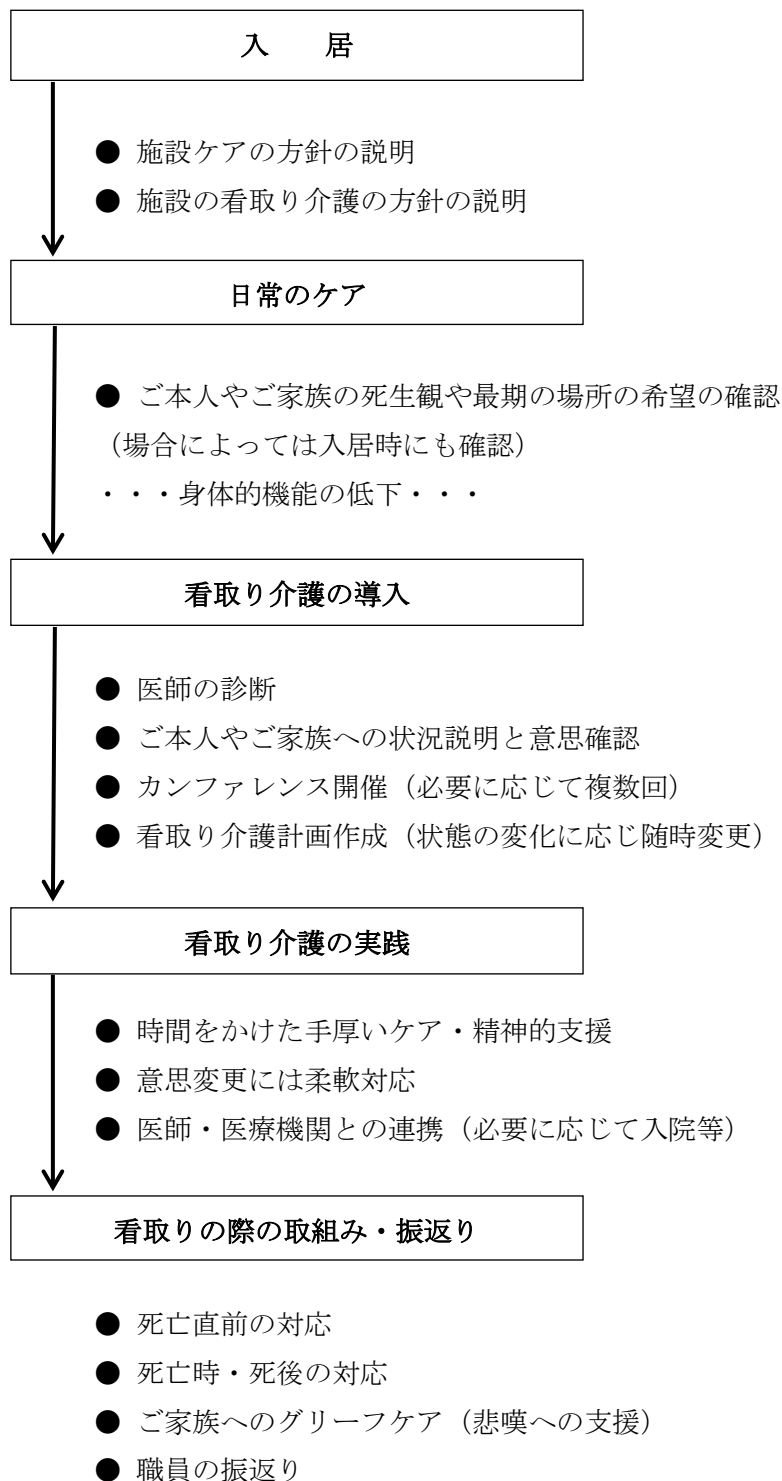 入　　居
● 施設ケアの方針の説明
● 施設の看取り介護の方針の説明
日常のケア
● ご本人やご家族の死生観や最期の場所の希望の確認
（場合によっては入居時にも確認）
・・・身体的機能の低下・・・
看取り介護の導入
● 医師の診断
● ご本人やご家族への状況説明と意思確認
● カンファレンス開催（必要に応じて複数回）
● 看取り介護計画作成（状態の変化に応じ随時変更）
看取り介護の実践
● 時間をかけた手厚いケア・精神的支援
● 意思変更には柔軟対応
● 医師・医療機関との連携（必要に応じて入院等）
看取りの際の取組み・振返り
● 死亡直前の対応
● 死亡時・死後の対応
● ご家族へのグリーフケア（悲嘆への支援）
● 職員の振返り